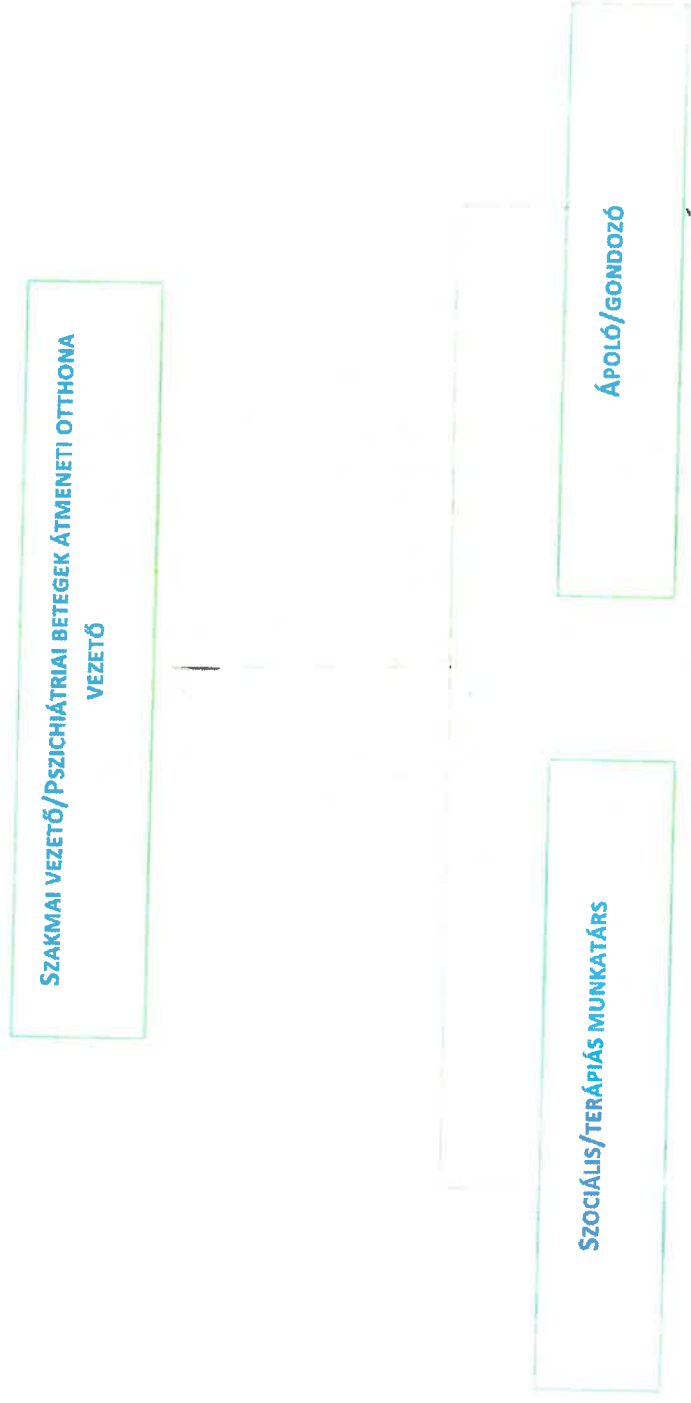 SZAKMAI VEZETŐ/PSZICHIÁTRIAI BETEGEK ÁTMENETI OTTHONA
VEZETŐ
SZOCIÁLIS/TERÁPIÁS MUNKATÁRS
ÁPOLÓ/GONDOZÓ